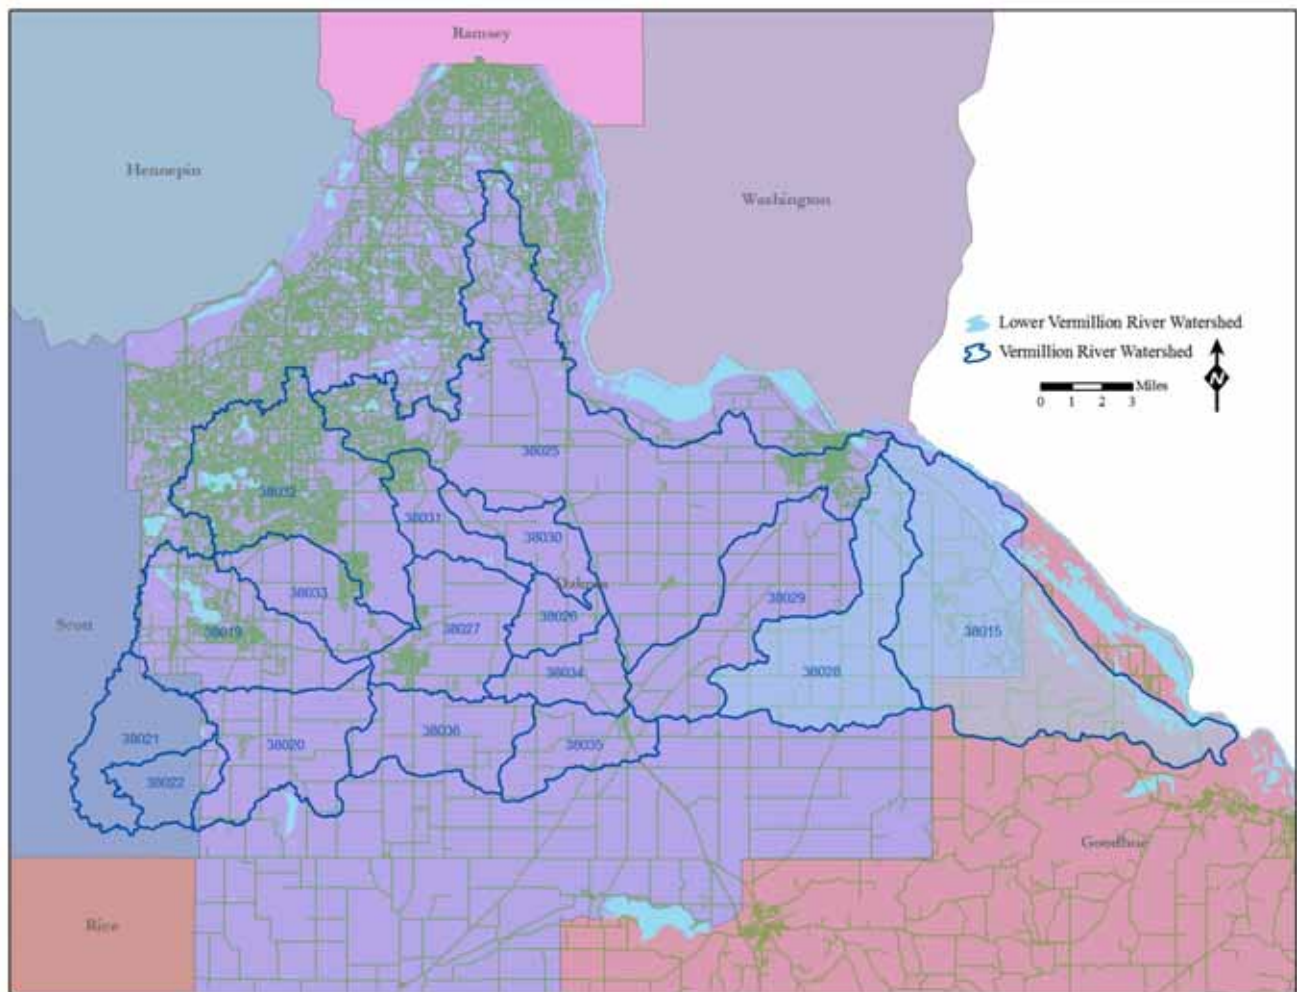 Ramsey
Hennepin
Washington
Lower Vermillion River Watershed
Vermillion River Watershed
N
Miles
0 1 2 3
38025
38032
38031
38030
Dakota
38033
38029
38026
Scott
38019
38027
38015
38034
38028
38021
38020
38036
38035
38022
Goodhue
Rice